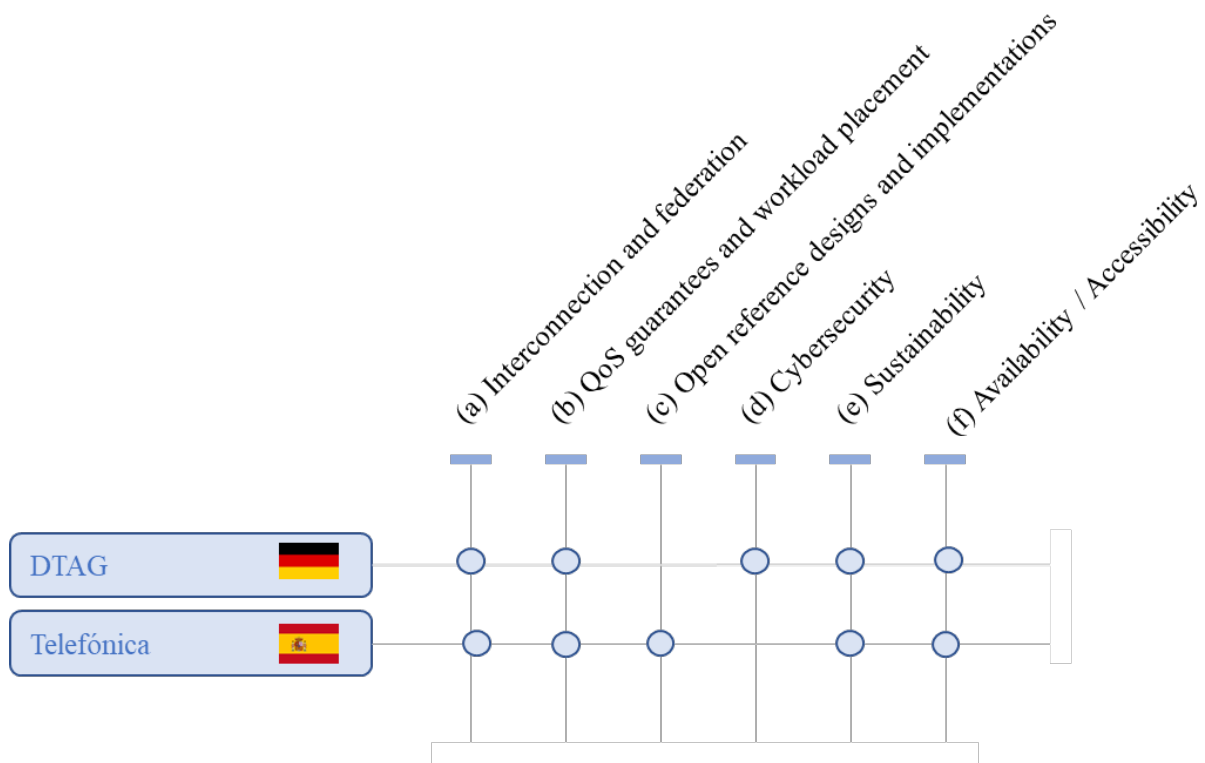 (a) Interconnection and federation
(b) QoS guarantees and workload placement
(c) Open reference designs and implementations
(d) Cybersecurity
(e) Sustainability
(f) Availability / Accessibility
DTAG
Telefónica